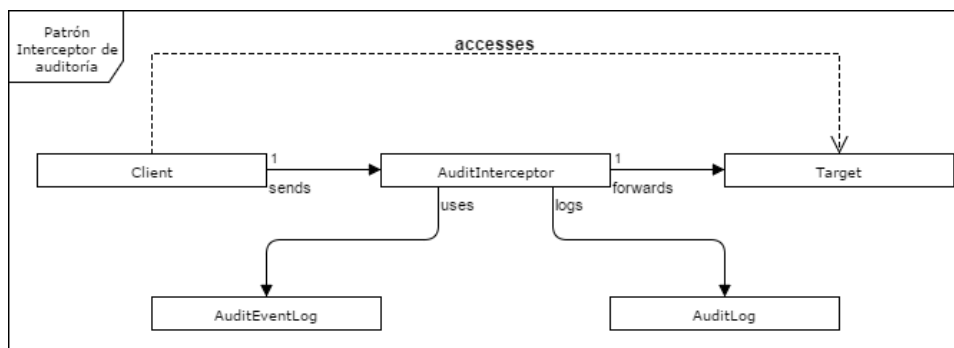 Patrón
Interceptor de
auditoría
accesses
Client
1
sends
AuditInterceptor
1
forwards
Target
uses
logs
AuditEventLog
AuditLog